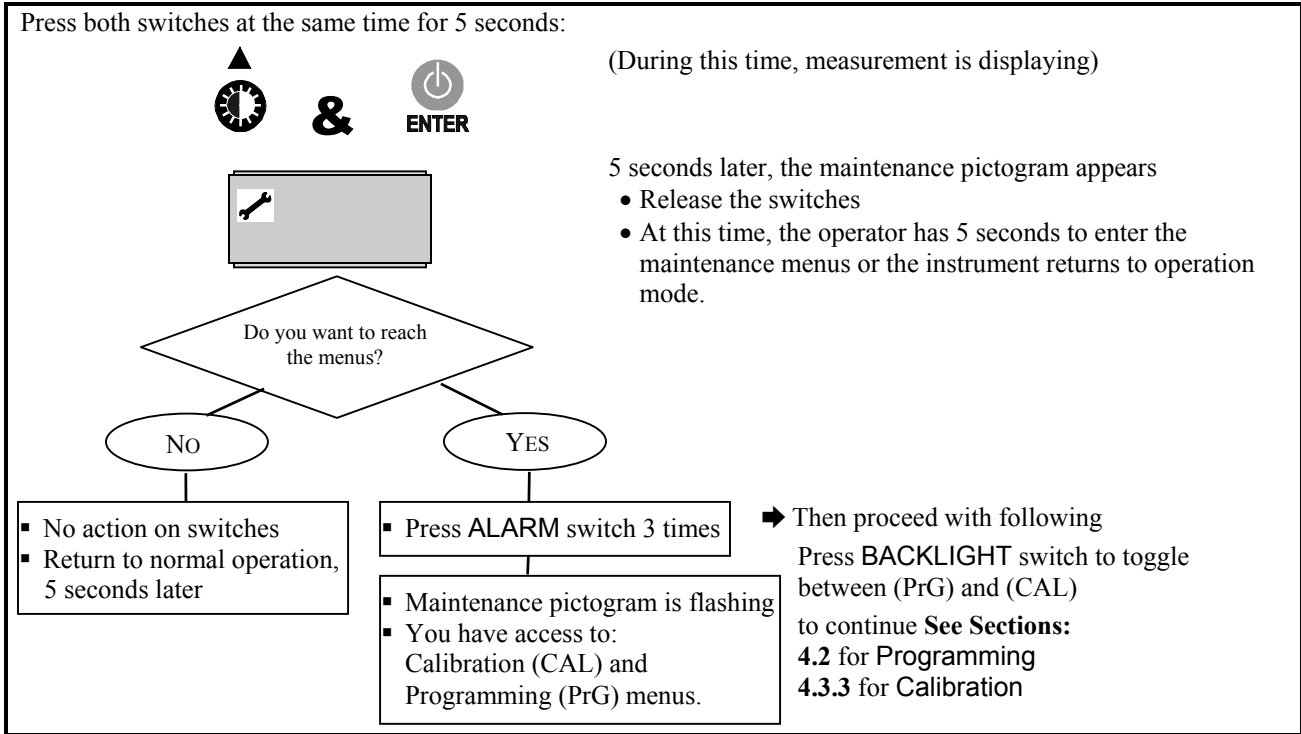 Press both switches at the same time for 5 seconds:
(During this time, measurement is displaying)
&
ENTER
5 seconds later, the maintenance pictogram appears
• Release the switches
• At this time, the operator has 5 seconds to enter the
maintenance menus or the instrument returns to operation
mode.
Do you want to reach
the menus?
NO
YES
▪ No action on switches
▪ Return to normal operation,
5 seconds later
▪ Press ALARM switch 3 times
▪ Maintenance pictogram is flashing
▪ You have access to:
Calibration (CAL) and
Programming (PrG) menus.
➨ Then proceed with following
Press BACKLIGHT switch to toggle
between (PrG) and (CAL)
to continue See Sections:
4.2 for Programming
4.3.3 for Calibration